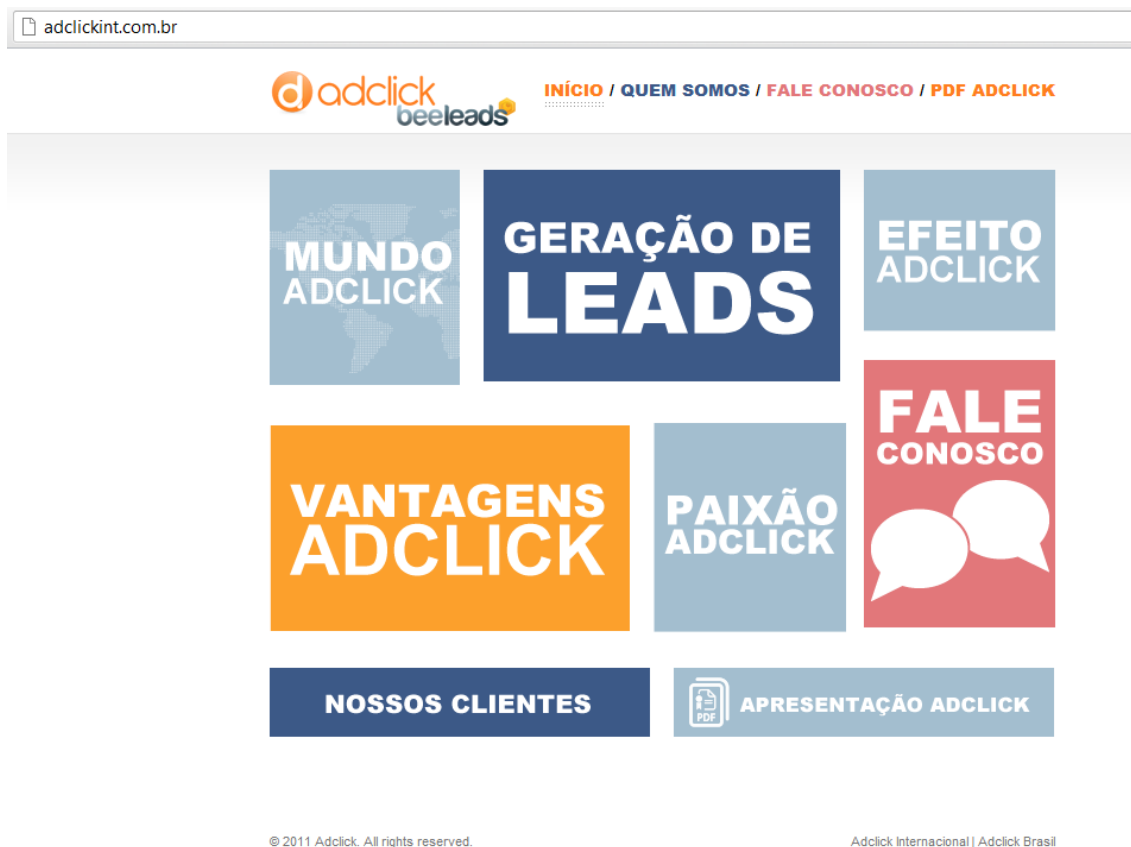 adclickint.com.br
adclick
beeleads
INÍCIO / QUEM SOMOS / FALE CONOSCO / PDF ADCLICK
MUNDO
ADCLICK
GERAÇÃO DE
LEADS
EFEITO
ADCLICK
FALE
CONOSCO
VANTAGENS
ADCLICK
PAIXÃO
ADCLICK
NOSSOS CLIENTES
PDF
APRESENTAÇÃO ADCLICK
© 2011 Adclick. All rights reserved.
Adclick Internacional | Adclick Brasil